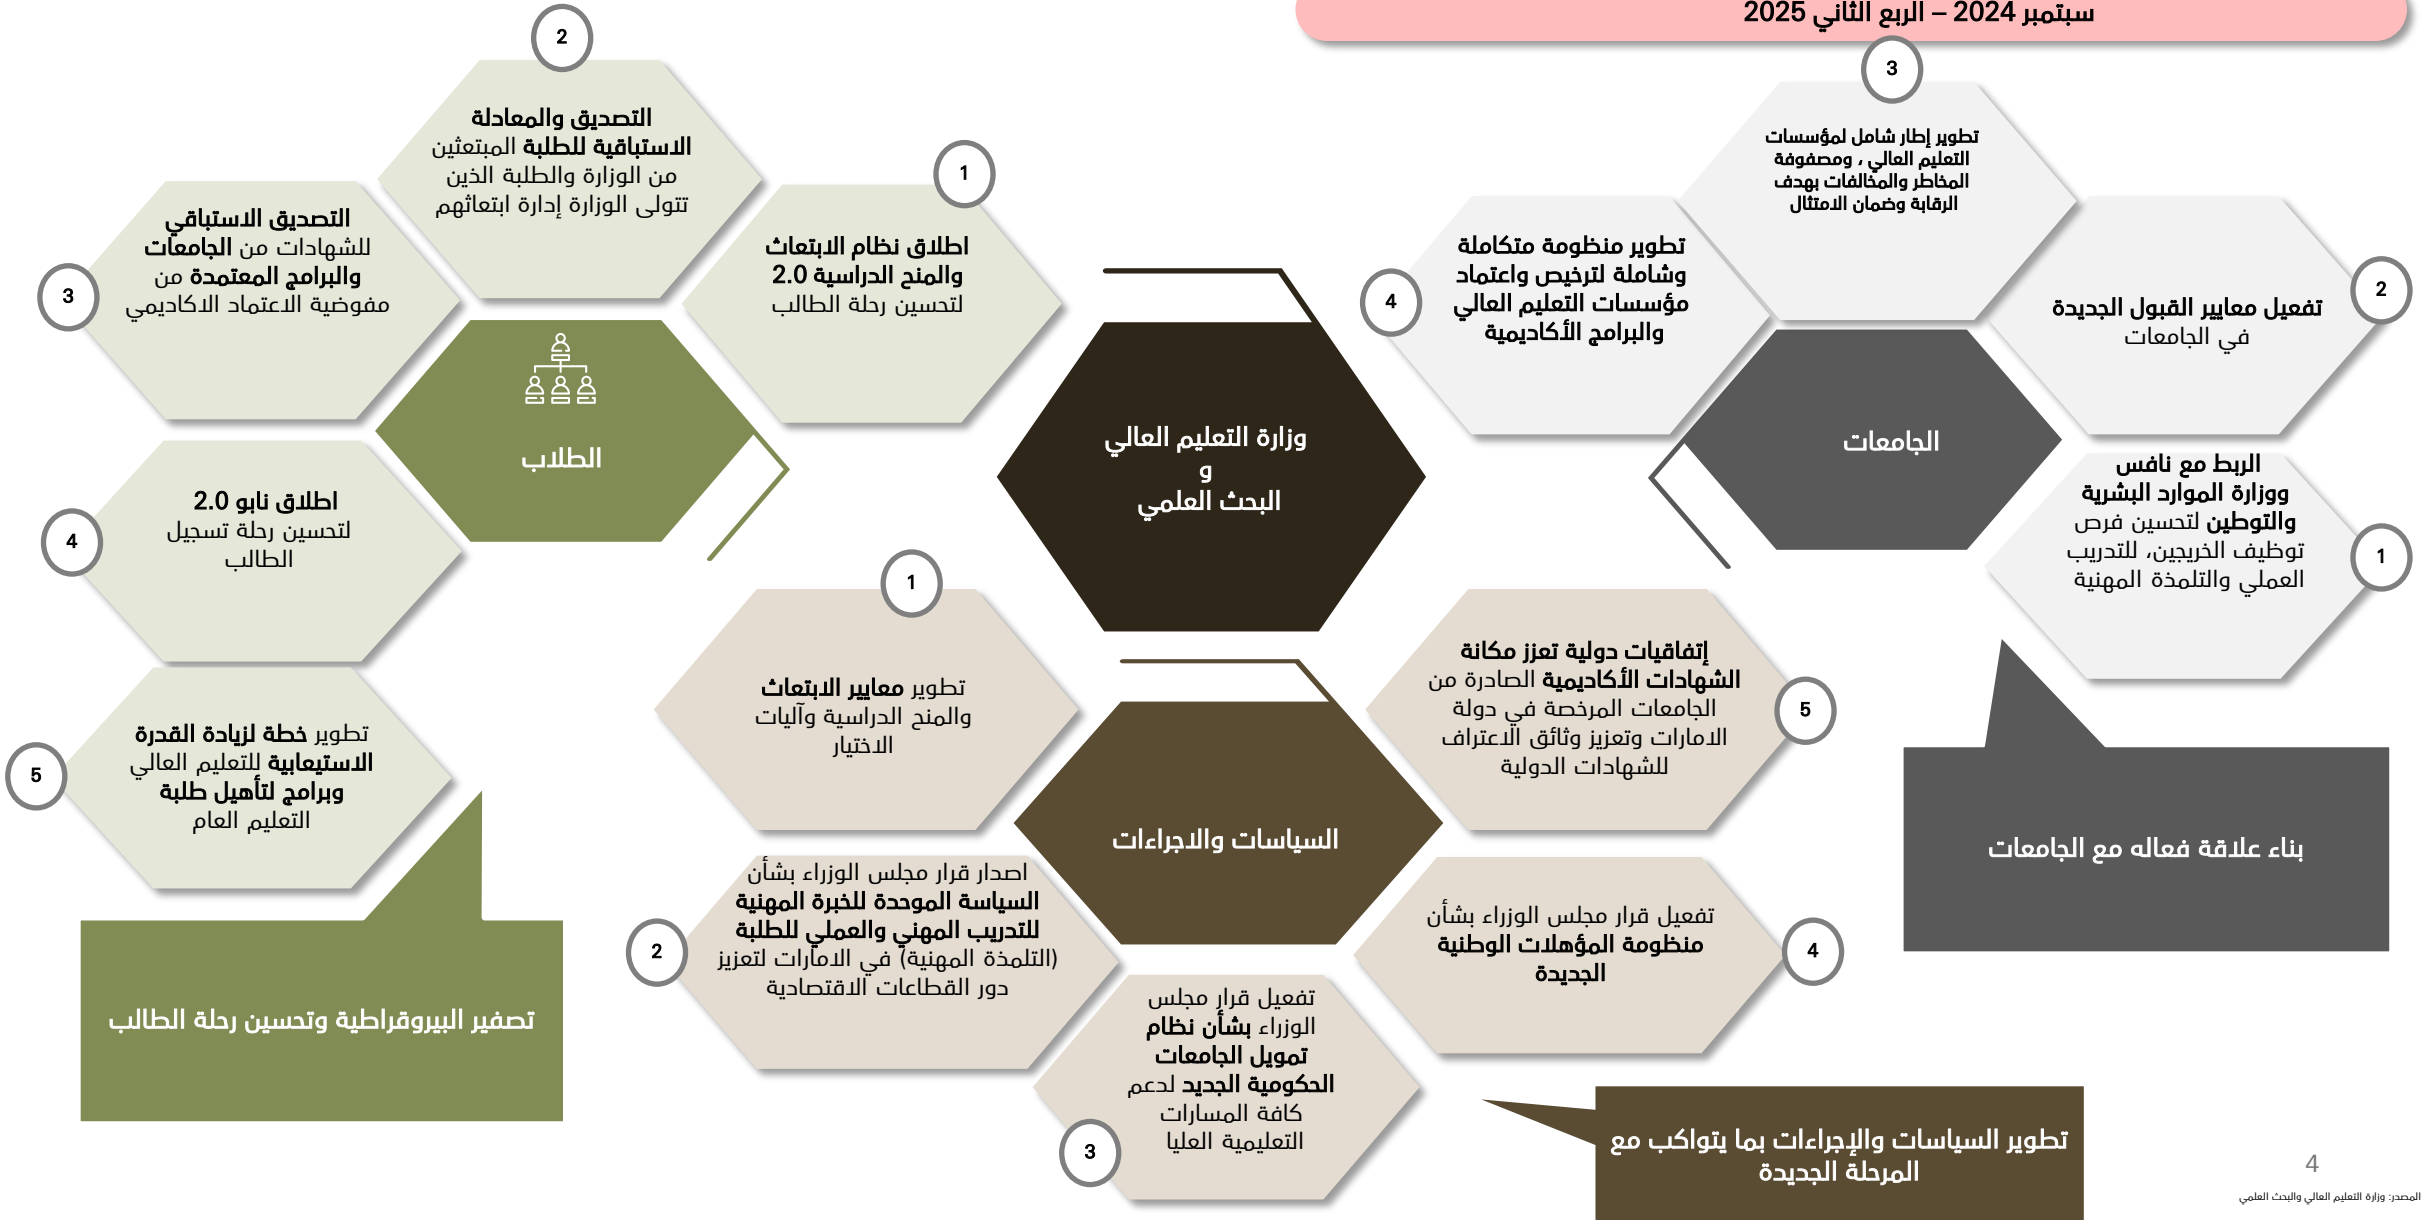 سبتمبر 2024 – الربع الثاني 2025
وزارة التعليم العالي
و
البحث العلمي
الجامعات
1
الربط مع نافس
ووزارة الموارد البشرية
والتوطين لتحسين فرص
توظيف الخريجين، للتدريب
العملي والتلمذة المهنية
2
تفعيل معايير القبول الجديدة
في الجامعات
3
تطوير إطار شامل لمؤسسات
التعليم العالي ، ومصفوفة
المخاطر والمخالفات بهدف
الرقابة وضمان الامتثال
4
تطوير منظومة متكاملة
وشاملة لترخيص واعتماد
مؤسسات التعليم العالي
والبرامج الأكاديمية
بناء علاقة فعاله مع الجامعات
الطلاب
1
اطلاق نظام الابتعاث
والمنح الدراسية 2.0
لتحسين رحلة الطالب
2
التصديق والمعادلة
الاستباقية للطلبة المبتعثين
من الوزارة والطلبة الذين
تتولى الوزارة إدارة ابتعاثهم
3
التصديق الاستباقي
للشهادات من الجامعات
والبرامج المعتمدة من
مفوضية الاعتماد الاكاديمي
4
اطلاق نابو 2.0
لتحسين رحلة تسجيل
الطالب
5
تطوير خطة لزيادة القدرة
الاستيعابية للتعليم العالي
وبرامج لتأهيل طلبة
التعليم العام
تصفير البيروقراطية وتحسين رحلة الطالب
السياسات والاجراءات
1
تطوير معايير الابتعاث
والمنح الدراسية وآليات
الاختيار
2
اصدار قرار مجلس الوزراء بشأن
السياسة الموحدة للخبرة المهنية
للتدريب المهني والعملي للطلبة
(التلمذة المهنية) في الامارات لتعزيز
دور القطاعات الاقتصادية
3
تفعيل قرار مجلس
الوزراء بشأن نظام
تمويل الجامعات
الحكومية الجديد لدعم
كافة المسارات
التعليمية العليا
4
تفعيل قرار مجلس الوزراء بشأن
منظومة المؤهلات الوطنية
الجديدة
5
إتفاقيات دولية تعزز مكانة
الشهادات الأكاديمية الصادرة من
الجامعات المرخصة في دولة
الامارات وتعزيز وثائق الاعتراف
للشهادات الدولية
تطوير السياسات والإجراءات بما يتواكب مع
المرحلة الجديدة
4
المصدر: وزارة التعليم العالي والبحث العلمي